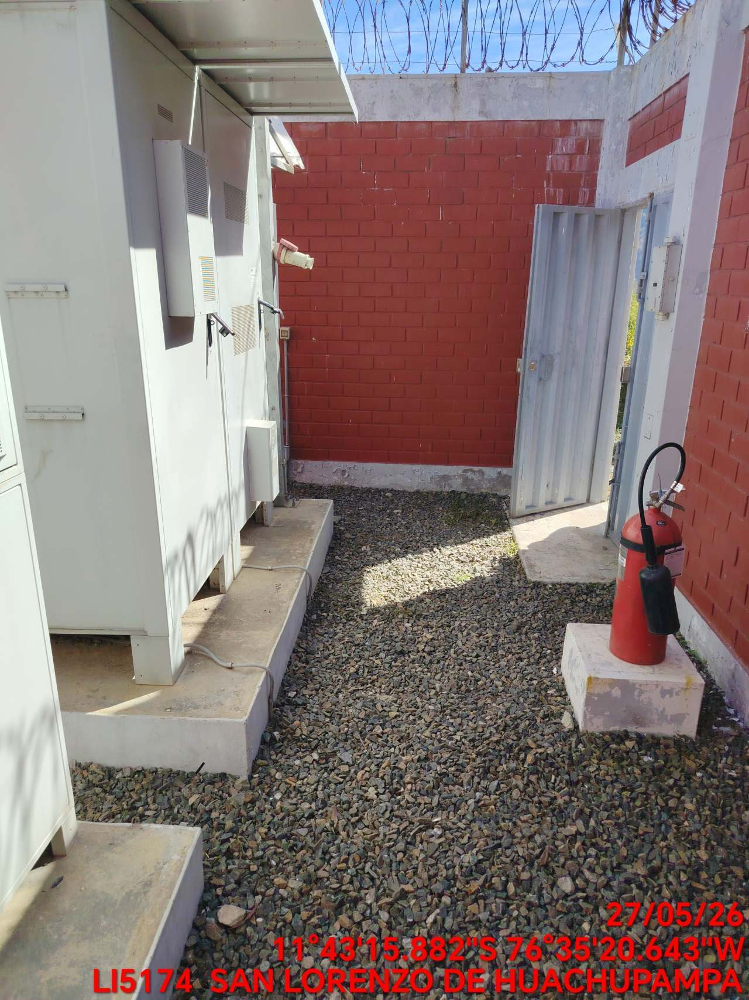 27/05/26
11°43'15.882"S 76°35'20.643"W
LI5174 SAN LORENZO DE HUACHUPAMPA